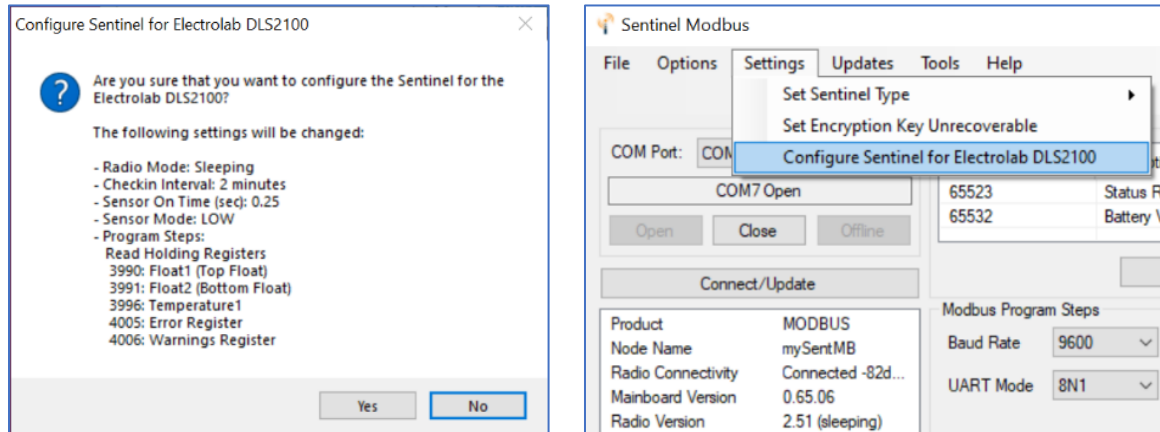 Configure Sentinel for Electrolab DLS2100
Are you sure that you want to configure the Sentinel for the
Electrolab DLS2100?
The following settings will be changed:
- Radio Mode: Sleeping
- Checkin Interval: 2 minutes
- Sensor On Time (sec): 0.25
- Sensor Mode: LOW
- Program Steps:
Read Holding Registers
3990: Float1 (Top Float)
3991: Float2 (Bottom Float)
3996: Temperature1
4005: Error Register
4006: Warnings Register
Yes No
Sentinel Modbus
File Options Settings Updates Tools Help
Set Sentinel Type
Set Encryption Key Unrecoverable
COM Port: COM
Configure Sentinel for Electrolab DLS2100
COM7 Open
65523 Status R
65532 Battery V
Open Close Offline
Connect/Update
Modbus Program Steps
Product MODBUS
Baud Rate 9600
Node Name mySentMB
Radio Connectivity Connected -82d...
UART Mode 8N1
Mainboard Version 0.65.06
Radio Version 2.51 (sleeping)